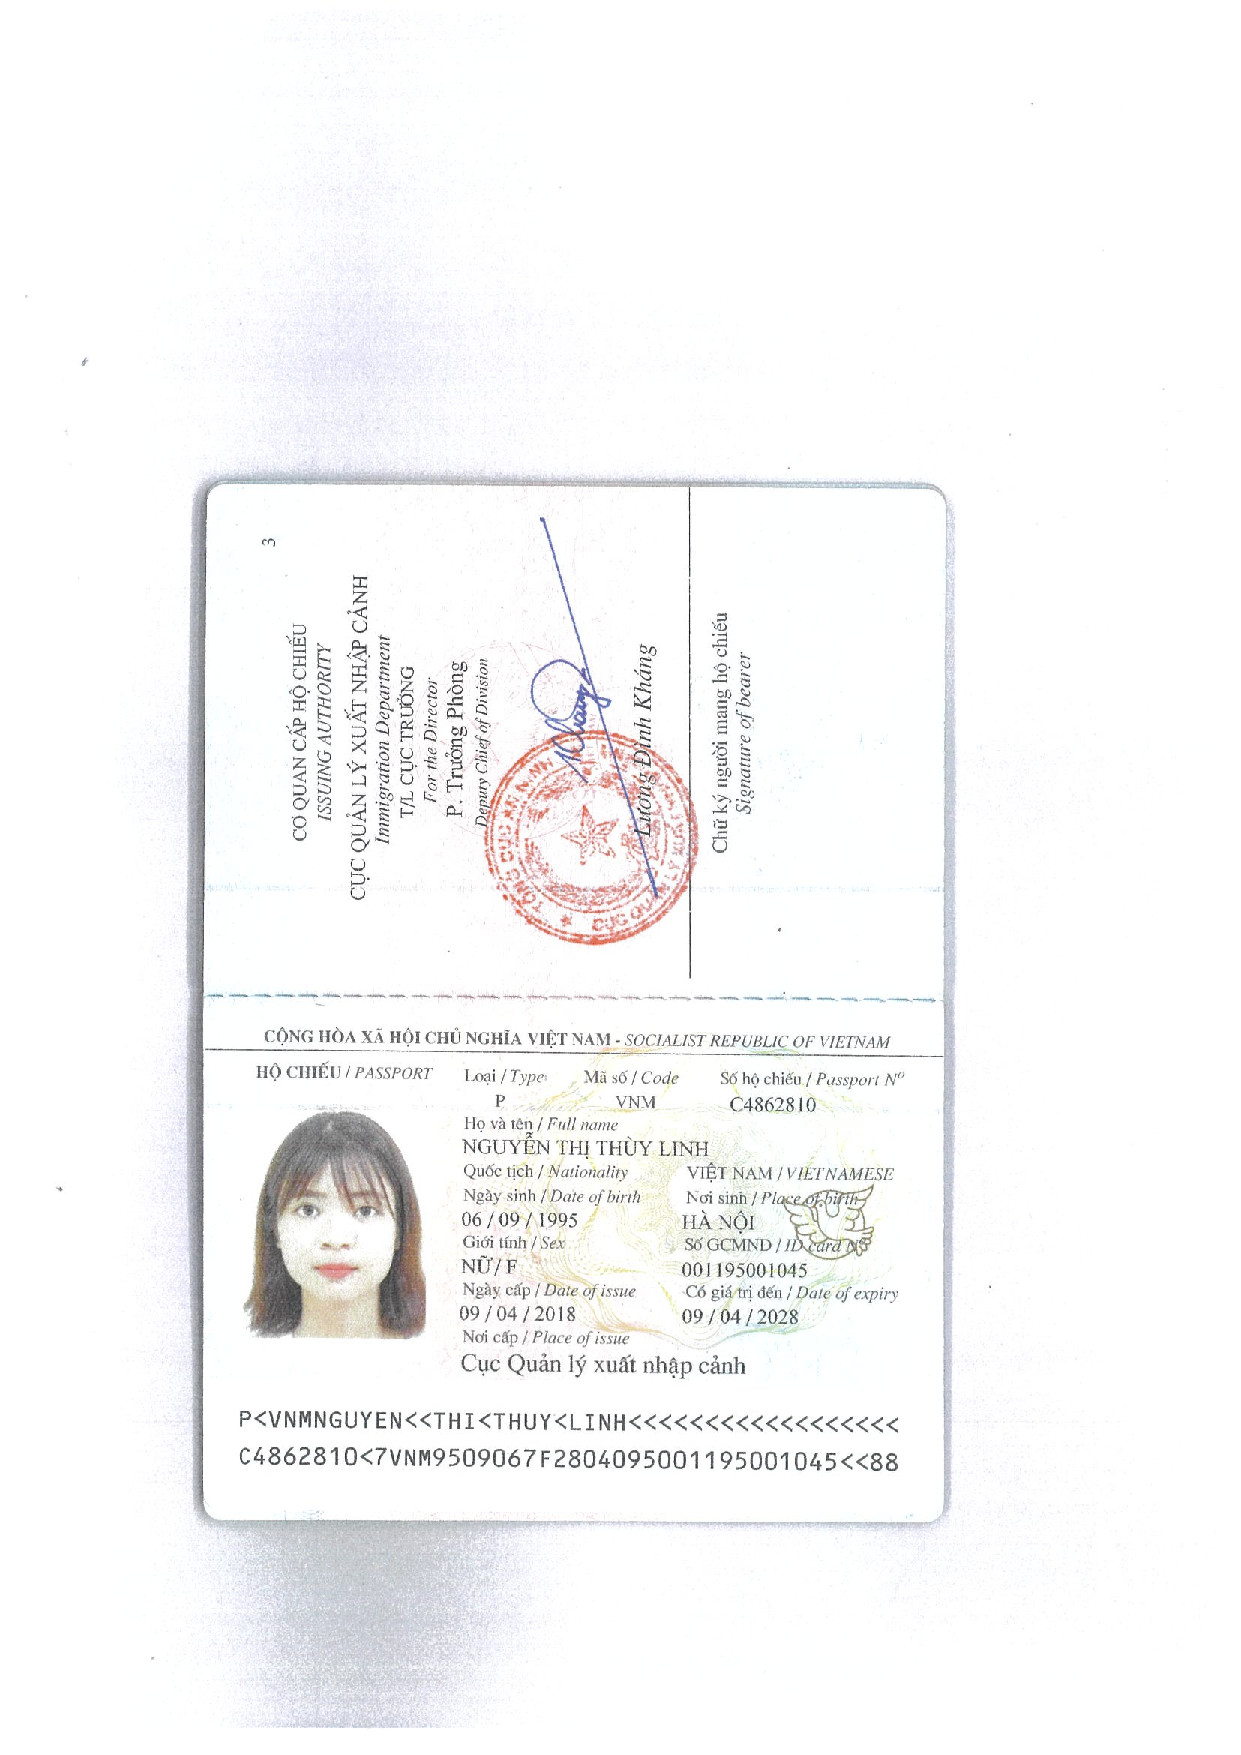 3
CƠ QUAN CẤP HỘ CHIẾU
ISSUING AUTHORITY
CỤC QUẢN LÝ XUẤT NHẬP CẢNH
Immigration Department
T/L CỤC TRƯỞNG
For the Director
P. Trưởng Phòng
Deputy Chief of Division
Lương Đình Kháng
Chữ ký người mang hộ chiếu
Signature of bearer
CỘNG HÒA XÃ HỘI CHỦ NGHĨA VIỆT NAM - SOCIALIST REPUBLIC OF VIETNAM
HỘ CHIẾU / PASSPORT Loại / Type Mã số / Code Số hộ chiếu / Passport Nº
P VNM C4862810
Họ và tên / Full name
NGUYỄN THỊ THÙY LINH
Quốc tịch / Nationality VIỆT NAM / VIETNAMESE
Ngày sinh / Date of birth Nơi sinh / Place of birth
06 / 09 / 1995 HÀ NỘI
Giới tính / Sex Số GCMND / ID card Nº
NỮ / F 001195001045
Ngày cấp / Date of issue Có giá trị đến / Date of expiry
09 / 04 / 2018 09 / 04 / 2028
Nơi cấp / Place of issue
Cục Quản lý xuất nhập cảnh
P<VNMNGUYEN<<THI<THUY<LINH<<<<<<<<<<<<<<<<<<
C4862810<7VNM9509067F2804095001195001045<<88